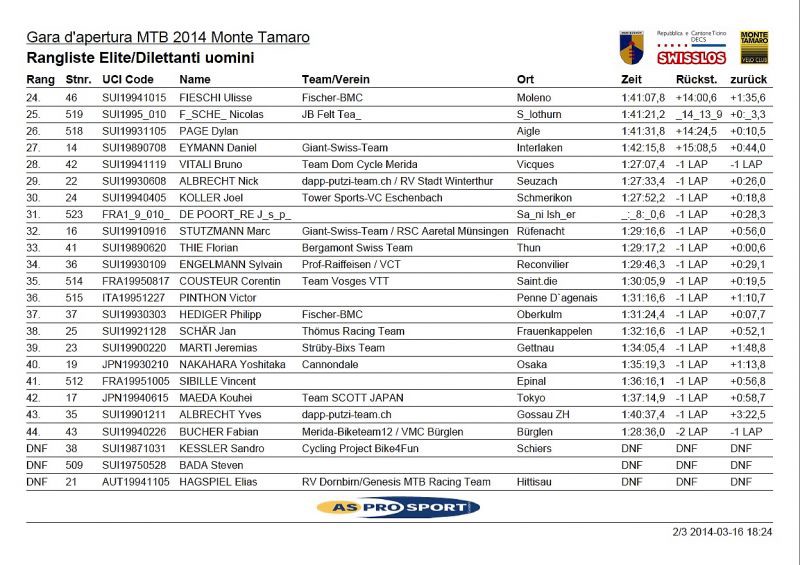 Gara d'apertura MTB 2014 Monte Tamaro
Repubblica e Cantone Ticino
DECS
SWISSLOS
MONTE
TAMARO
VELO CLUB
Rangliste Elite/Dilettanti uomini
Rang Stnr. UCI Code Name Team/Verein Ort Zeit Rückst. zurück
24. 46 SUI19941015 FIESCHI Ulisse Fischer-BMC Moleno 1:41:07,8 +14:00,6 +1:35,6
25. 519 SUI1995_010 F_SCHE_ Nicolas JB Felt Tea_ S_lothurn 1:41:21,2 _14_13_9 +0:_3,3
26. 518 SUI19931105 PAGE Dylan Aigle 1:41:31,8 +14:24,5 +0:10,5
27. 14 SUI19890708 EYMANN Daniel Giant-Swiss-Team Interlaken 1:42:15,8 +15:08,5 +0:44,0
28. 42 SUI19941119 VITALI Bruno Team Dom Cycle Merida Vicques 1:27:07,4 -1 LAP -1 LAP
29. 22 SUI19930608 ALBRECHT Nick dapp-putzi-team.ch / RV Stadt Winterthur Seuzach 1:27:33,4 -1 LAP +0:26,0
30. 24 SUI19940405 KOLLER Joel Tower Sports-VC Eschenbach Schmerikon 1:27:52,2 -1 LAP +0:18,8
31. 523 FRA1_9_010_ DE POORT_RE J_s_p_ Sa_ni Ish_er _:_8:_0,6 -1 LAP +0:28,3
32. 16 SUI19910916 STUTZMANN Marc Giant-Swiss-Team / RSC Aaretal Münsingen Rüfenacht 1:29:16,6 -1 LAP +0:56,0
33. 41 SUI19890620 THIE Florian Bergamont Swiss Team Thun 1:29:17,2 -1 LAP +0:00,6
34. 36 SUI19930109 ENGELMANN Sylvain Prof-Raiffeisen / VCT Reconvilier 1:29:46,3 -1 LAP +0:29,1
35. 514 FRA19950817 COUSTEUR Corentin Team Vosges VTT Saint.die 1:30:05,9 -1 LAP +0:19,5
36. 515 ITA19951227 PINTHON Victor Penne D`agenais 1:31:16,6 -1 LAP +1:10,7
37. 37 SUI19930303 HEDIGER Philipp Fischer-BMC Oberkulm 1:31:24,4 -1 LAP +0:07,7
38. 25 SUI19921128 SCHÄR Jan Thömus Racing Team Frauenkappelen 1:32:16,6 -1 LAP +0:52,1
39. 23 SUI19900220 MARTI Jeremias Strüby-Bixs Team Gettnau 1:34:05,4 -1 LAP +1:48,8
40. 19 JPN19930210 NAKAHARA Yoshitaka Cannondale Osaka 1:35:19,3 -1 LAP +1:13,8
41. 512 FRA19951005 SIBILLE Vincent Epinal 1:36:16,1 -1 LAP +0:56,8
42. 17 JPN19940615 MAEDA Kouhei Team SCOTT JAPAN Tokyo 1:37:14,9 -1 LAP +0:58,7
43. 35 SUI19901211 ALBRECHT Yves dapp-putzi-team.ch Gossau ZH 1:40:37,4 -1 LAP +3:22,5
44. 43 SUI19940226 BUCHER Fabian Merida-Biketeam12 / VMC Bürglen Bürglen 1:28:36,0 -2 LAP -1 LAP
DNF 38 SUI19871031 KESSLER Sandro Cycling Project Bike4Fun Schiers DNF DNF DNF
DNF 509 SUI19750528 BADA Steven DNF DNF DNF
DNF 21 AUT19941105 HAGSPIEL Elias RV Dornbirn/Genesis MTB Racing Team Hittisau DNF DNF DNF
AS PRO SPORT
2/3 2014-03-16 18:24